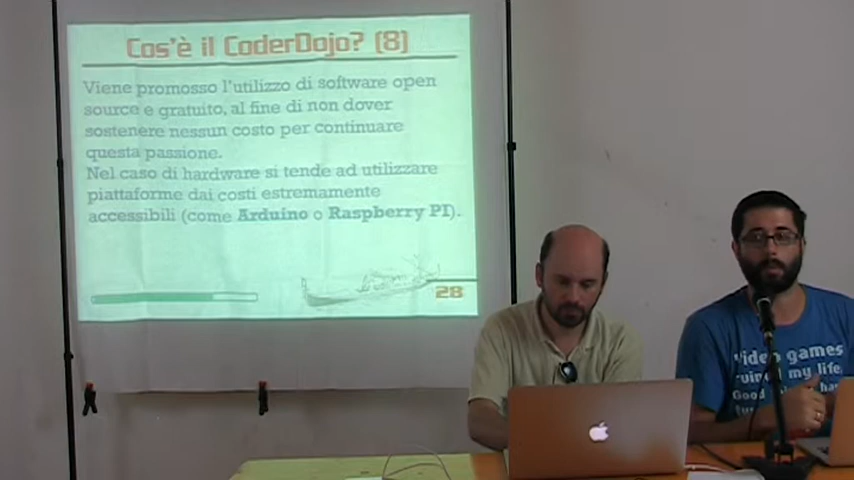 Cos'è il CoderDojo? (8)
Viene promosso l'utilizzo di software open
source e gratuito, al fine di non dover
sostenere nessun costo per continuare
questa passione.
Nel caso di hardware si tende ad utilizzare
piattaforme dai costi estremamente
accessibili (come Arduino o Raspberry PI).
28
video games
ruined my life.
Good